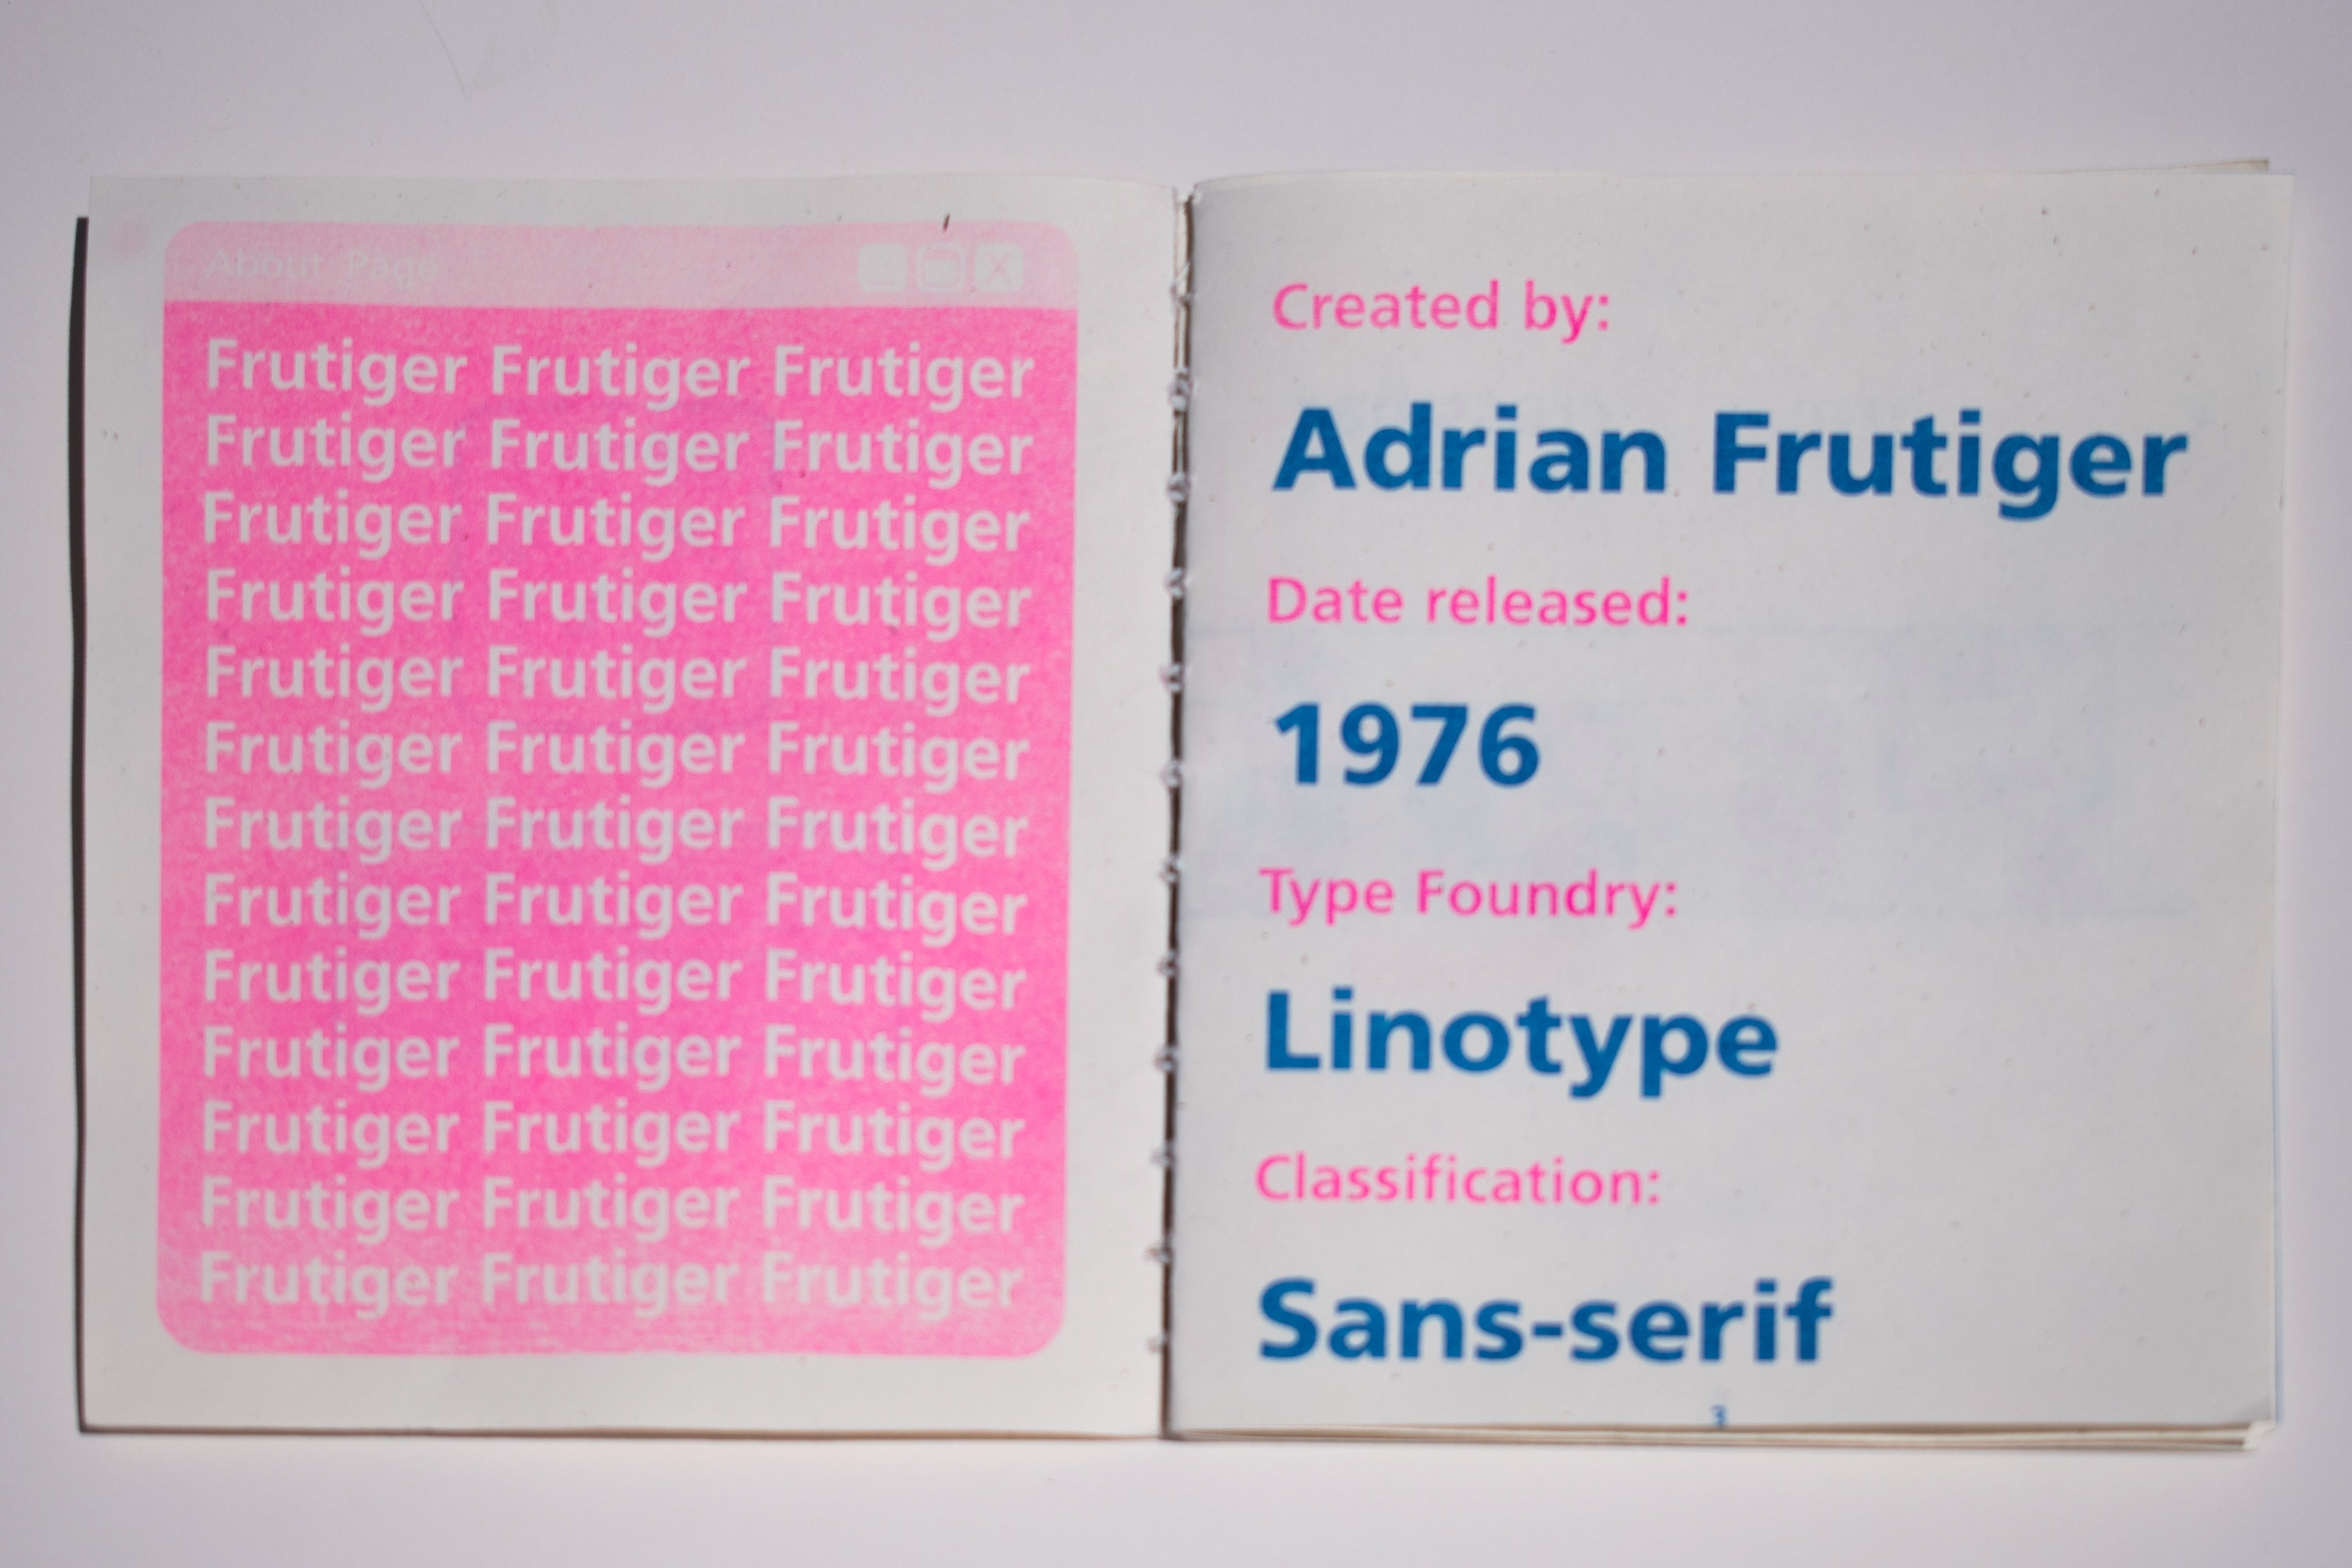 About Page
Frutiger Frutiger Frutiger
Frutiger Frutiger Frutiger
Frutiger Frutiger Frutiger
Frutiger Frutiger Frutiger
Frutiger Frutiger Frutiger
Frutiger Frutiger Frutiger
Frutiger Frutiger Frutiger
Frutiger Frutiger Frutiger
Frutiger Frutiger Frutiger
Frutiger Frutiger Frutiger
Frutiger Frutiger Frutiger
Frutiger Frutiger Frutiger
Frutiger Frutiger Frutiger
Created by:
Adrian Frutiger
Date released:
1976
Type Foundry:
Linotype
Classification:
Sans-serif
3